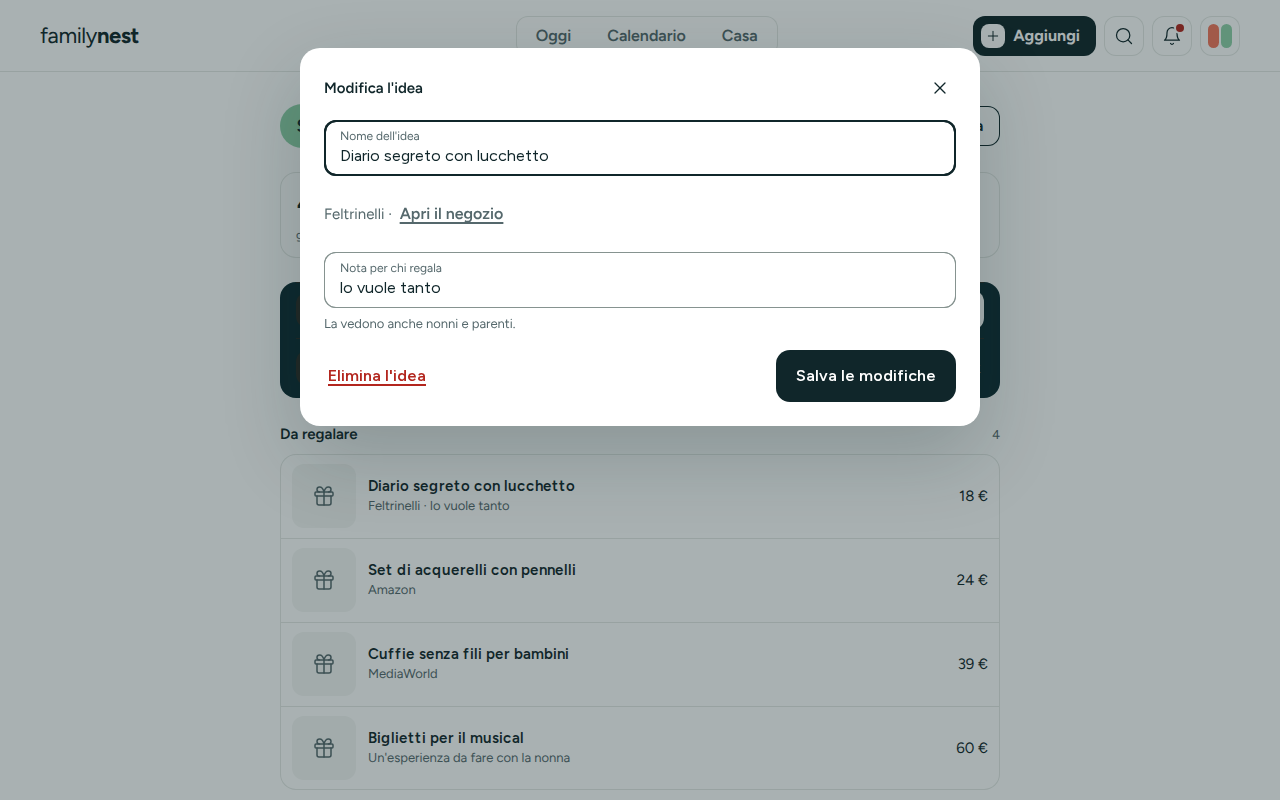 familynest
Oggi
Calendario
Casa
Aggiungi
Modifica l'idea
Nome dell'idea
Diario segreto con lucchetto
Feltrinelli · Apri il negozio
Nota per chi regala
lo vuole tanto
La vedono anche nonni e parenti.
Elimina l'idea
Salva le modifiche
Da regalare
4
Diario segreto con lucchetto
18 €
Feltrinelli · lo vuole tanto
Set di acquerelli con pennelli
24 €
Amazon
Cuffie senza fili per bambini
39 €
MediaWorld
Biglietti per il musical
60 €
Un'esperienza da fare con la nonna